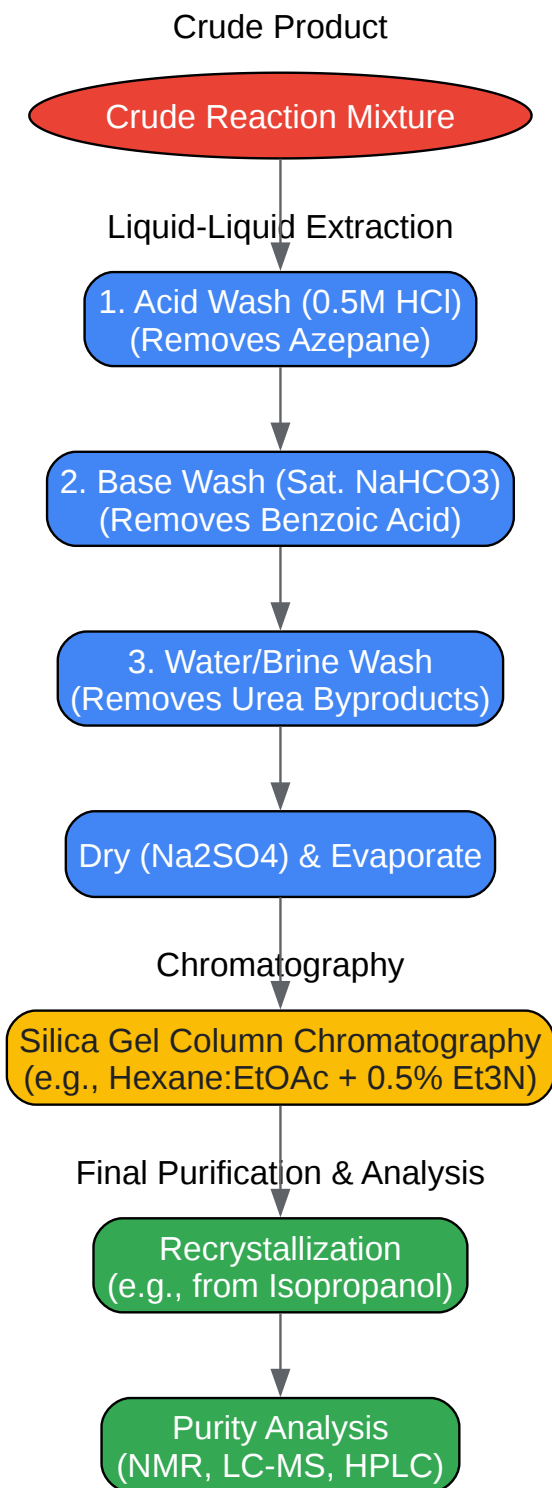 Crude Product
Crude Reaction Mixture
Liquid-Liquid Extraction
1. Acid Wash (0.5M HCl)
(Removes Azepane)
2. Base Wash (Sat. NaHCO3)
(Removes Benzoic Acid)
3. Water/Brine Wash
(Removes Urea Byproducts)
Dry (Na2SO4) & Evaporate
Chromatography
Silica Gel Column Chromatography
(e.g., Hexane:EtOAc + 0.5% Et3N)
Final Purification & Analysis
Recrystallization
(e.g., from Isopropanol)
Purity Analysis
(NMR, LC-MS, HPLC)